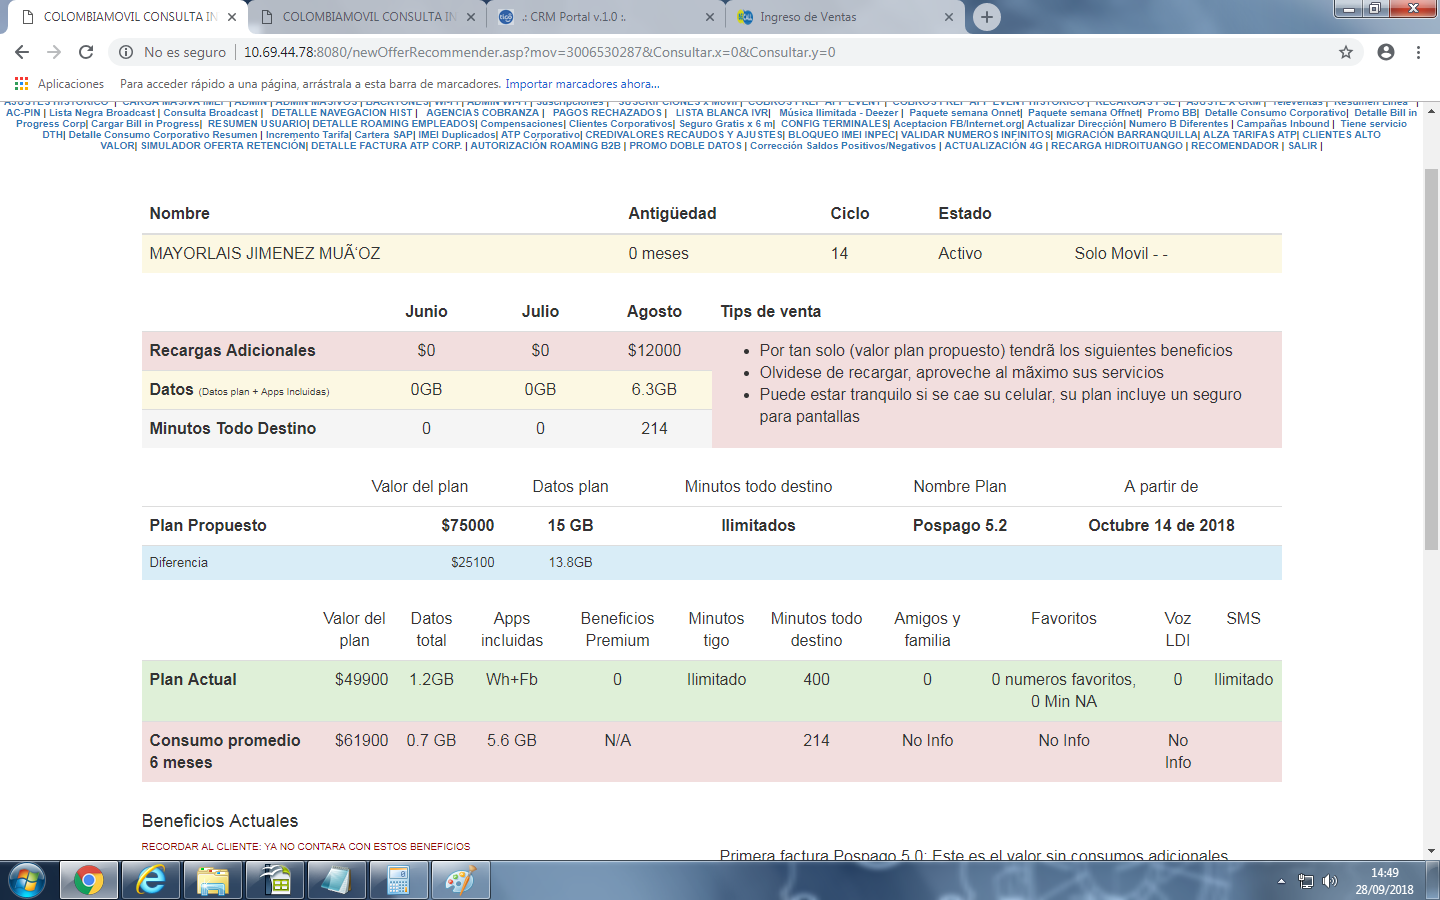 COLOMBIAMOVIL CONSULTA IN
COLOMBIAMOVIL CONSULTA IN
.: CRM Portal v.1.0 :.
Ingreso de Ventas
No es seguro | 10.69.44.78:8080/newOfferRecommender.asp?mov=3006530287&Consultar.x=0&Consultar.y=0
Aplicaciones Para acceder rápido a una página, arrástrala a esta barra de marcadores. Importar marcadores ahora...
AC-PIN | Lista Negra Broadcast | Consulta Broadcast | DETALLE NAVEGACION HIST | AGENCIAS COBRANZA | PAGOS RECHAZADOS | LISTA BLANCA IVR| Música Ilimitada - Deezer | Paquete semana Onnet| Paquete semana Offnet| Promo BB| Detalle Consumo Corporativo| Detalle Bill in
Progress Corp| Cargar Bill in Progress| RESUMEN USUARIO| DETALLE ROAMING EMPLEADOS| Compensaciones| Clientes Corporativos| Seguro Gratis x 6 m| CONFIG TERMINALES| Aceptacion FB/Internet.org| Actualizar Dirección| Numero B Diferentes | Campañas Inbound | Tiene servicio
DTH| Detalle Consumo Corporativo Resumen | Incremento Tarifa| Cartera SAP| IMEI Duplicados| ATP Corporativo| CREDIVALORES RECAUDOS Y AJUSTES| BLOQUEO IMEI INPEC| VALIDAR NUMEROS INFINITOS| MIGRACIÓN BARRANQUILLA| ALZA TARIFAS ATP| CLIENTES ALTO
VALOR| SIMULADOR OFERTA RETENCIÓN| DETALLE FACTURA ATP CORP. | AUTORIZACIÓN ROAMING B2B | PROMO DOBLE DATOS | Corrección Saldos Positivos/Negativos | ACTUALIZACIÓN 4G | RECARGA HIDROITUANGO | RECOMENDADOR | SALIR |
Nombre Antigüedad Ciclo Estado
MAYORLAIS JIMENEZ MUÃ‘OZ 0 meses 14 Activo Solo Movil - -
Junio Julio Agosto Tips de venta
Recargas Adicionales $0 $0 $12000
Datos (Datos plan + Apps Incluidas) 0GB 0GB 6.3GB
Minutos Todo Destino 0 0 214
• Por tan solo (valor plan propuesto) tendrã los siguientes beneficios
• Olvidese de recargar, aproveche al mãximo sus servicios
• Puede estar tranquilo si se cae su celular, su plan incluye un seguro
para pantallas
Valor del plan Datos plan Minutos todo destino Nombre Plan A partir de
Plan Propuesto $75000 15 GB Ilimitados Pospago 5.2 Octubre 14 de 2018
Diferencia $25100 13.8GB
Valor del Datos Apps Beneficios Minutos Minutos todo Amigos y Favoritos Voz SMS
plan total incluidas Premium tigo destino familia LDI
Plan Actual $49900 1.2GB Wh+Fb 0 Ilimitado 400 0 0 numeros favoritos, 0 Ilimitado
0 Min NA
Consumo promedio $61900 0.7 GB 5.6 GB N/A 214 No Info No Info No
6 meses Info
Beneficios Actuales
RECORDAR AL CLIENTE: YA NO CONTARA CON ESTOS BENEFICIOS
Primera factura Pospago 5.0: Este es el valor sin consumos adicionales
14:49
28/09/2018